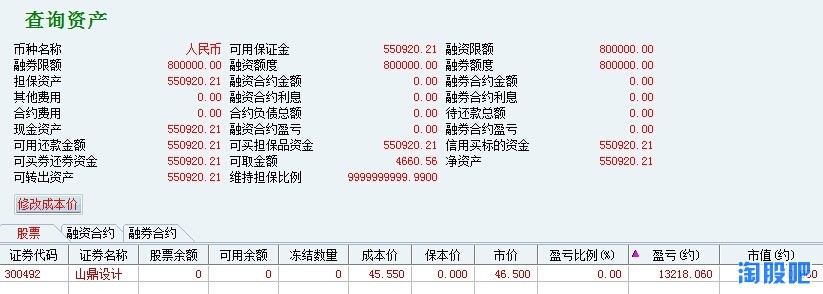 查询资产
币种名称 人民币 可用保证金 550920.21 融资限额 800000.00
融券限额 800000.00 融资额度 800000.00 融券额度 800000.00
担保资产 550920.21 融资合约金额 0.00 融券合约金额 0.00
其他费用 0.00 融资合约利息 0.00 融券合约利息 0.00
合约费用 0.00 合约负债总额 0.00 待还款总额 0.00
现金资产 550920.21 融资合约盈亏 0.00 融券合约盈亏 0.00
可用还款金额 550920.21 可买担保品资金 550920.21 信用买标的资金 550920.21
可买券还券资金 550920.21 可取金额 4660.56 净资产 550920.21
可转出资产 550920.21 维持担保比例 9999999999.9900
修改成本价
股票 融资合约 融券合约
证券代码 证券名称 股票余额 可用余额 冻结数量 成本价 保本价 市价 盈亏比例(%) 盈亏(约) 市值(约)
300492 山鼎设计 0 0 0 45.550 0.000 46.500 0.00 13218.060
淘股吧